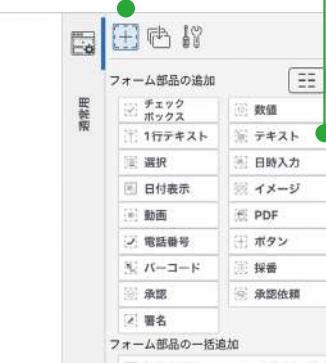 フォーム部品の追加
チェック
ボックス
数値
1行テキスト
テキスト
選択
日時入力
日付表示
イメージ
動画
PDF
電話番号
ボタン
バーコード
採番
承認
承認依頼
署名
フォーム部品の一括追加